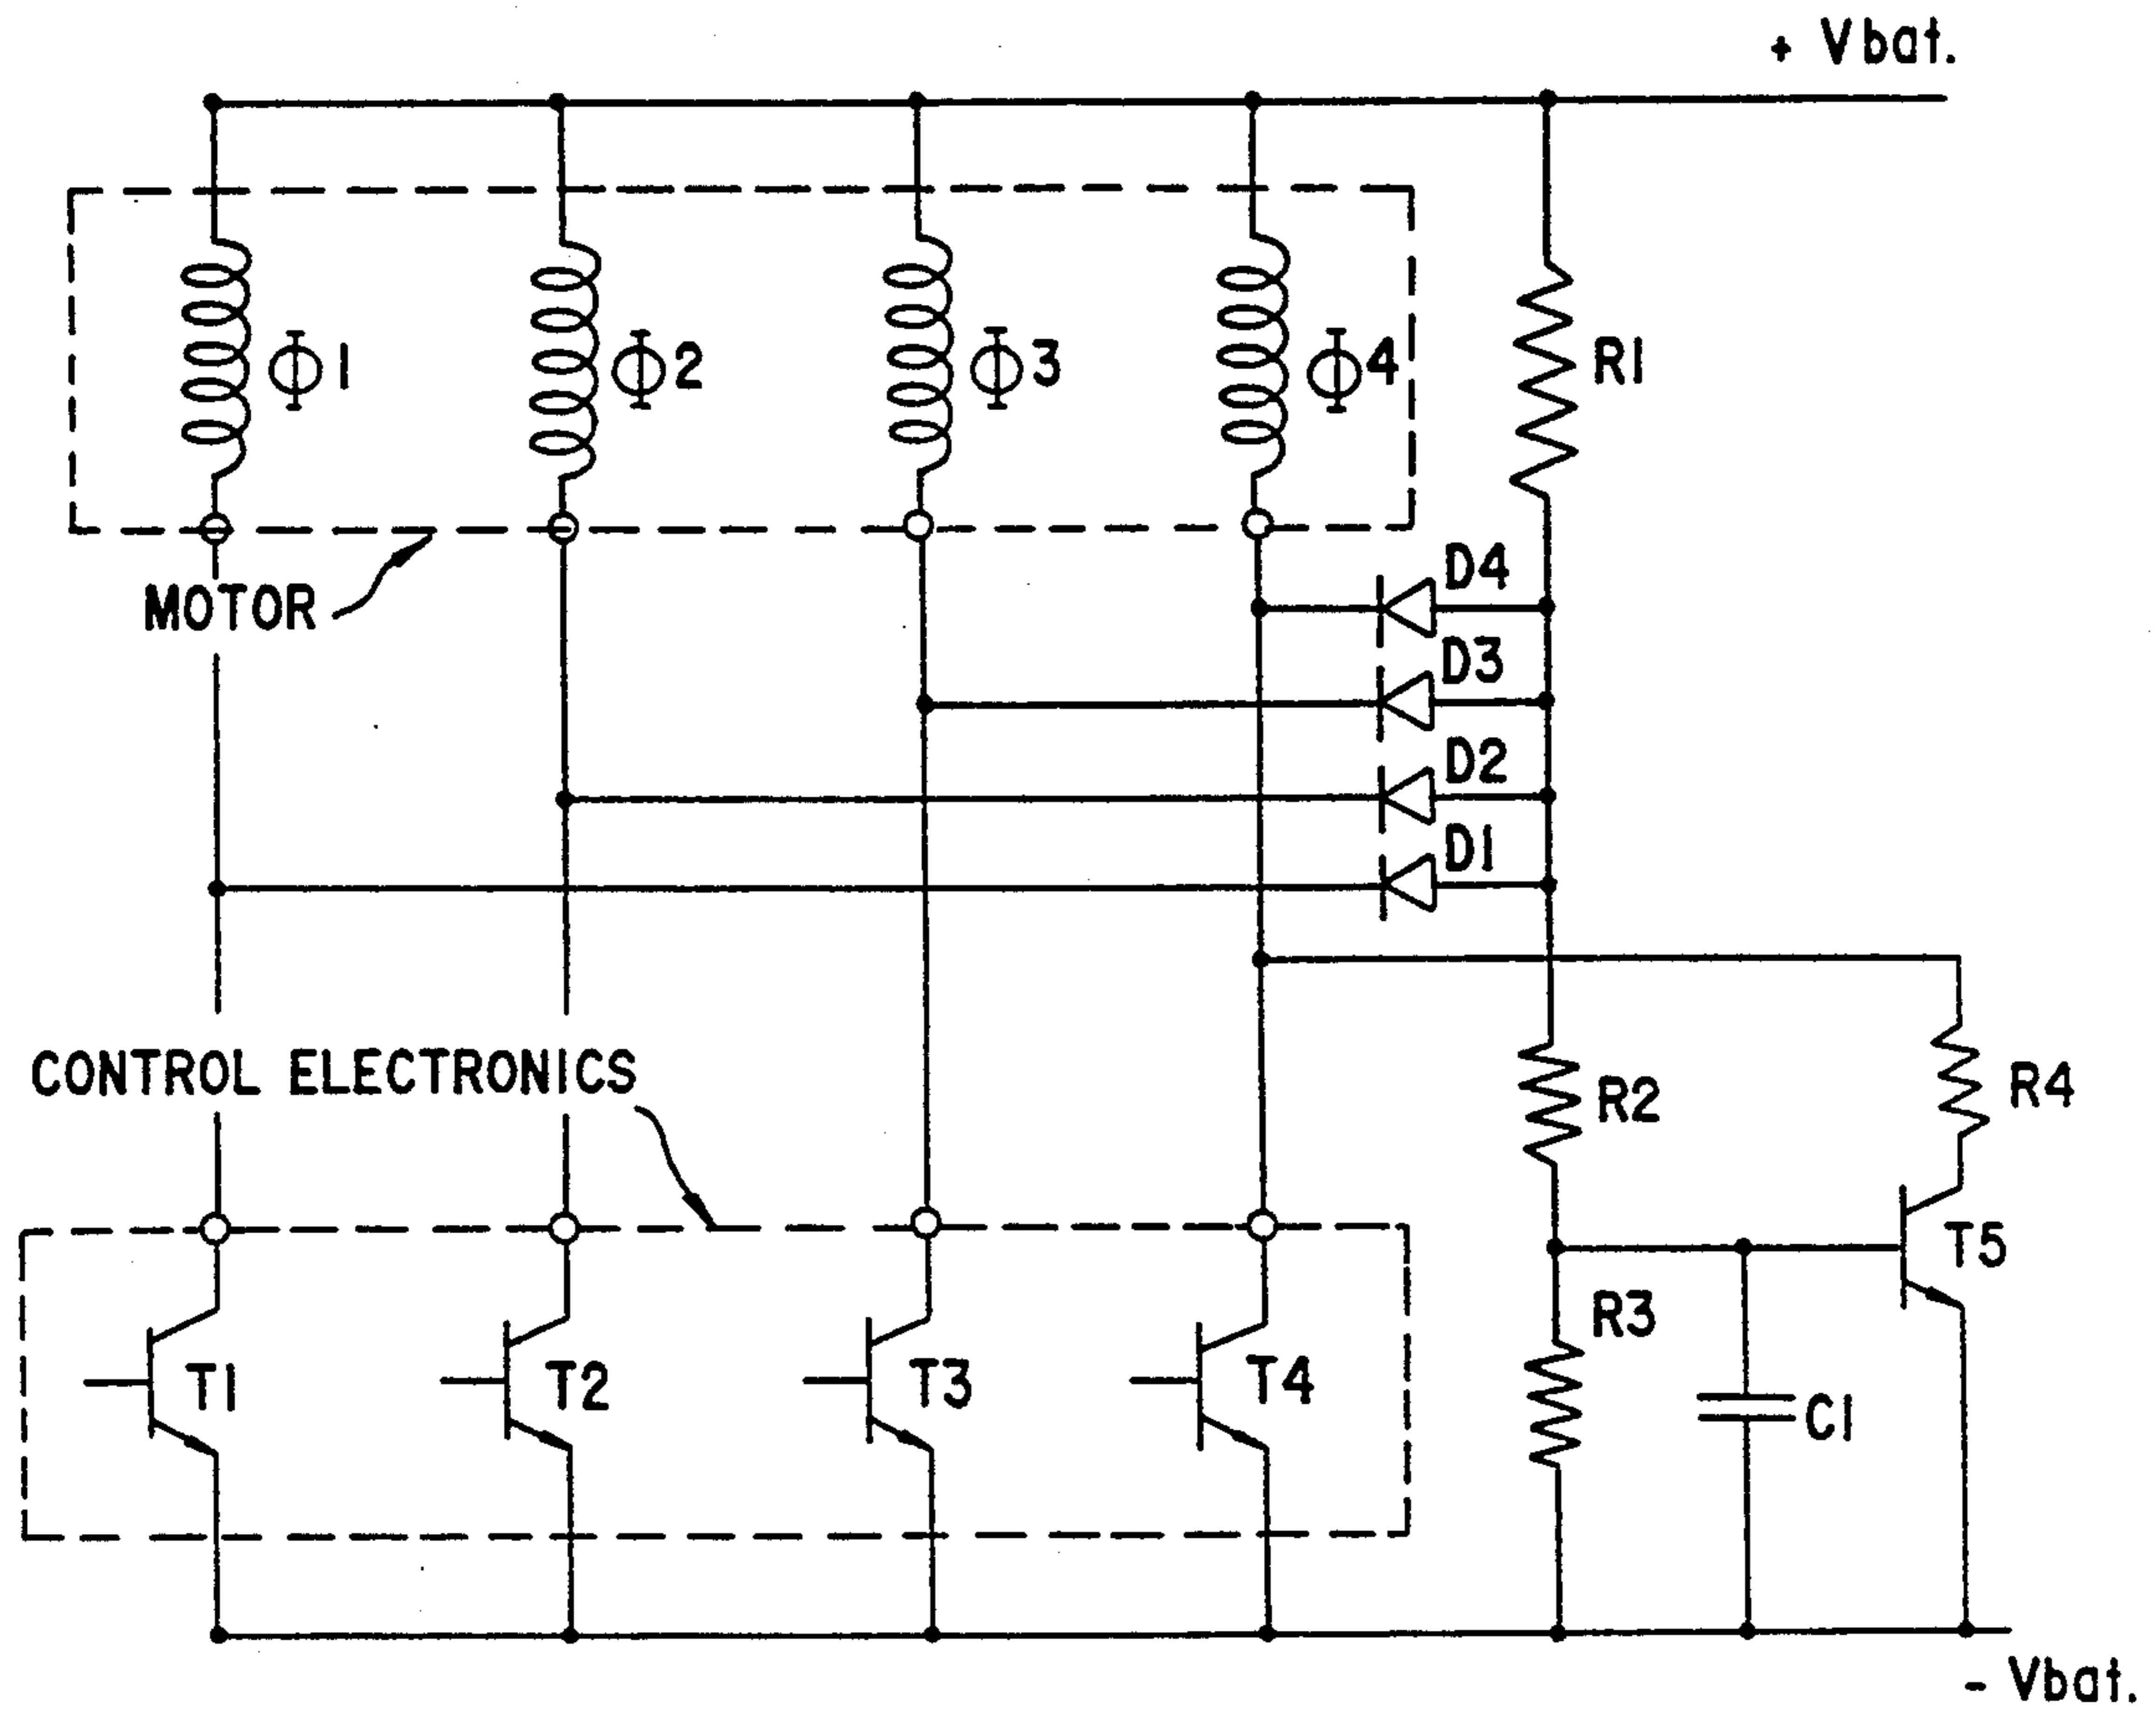 + Vbat.
Φ1
Φ2
Φ3
Φ4
R1
MOTOR
D4
D3
D2
D1
CONTROL ELECTRONICS
R2
R4
T5
R3
T1
T2
T3
T4
C1
- Vbat.